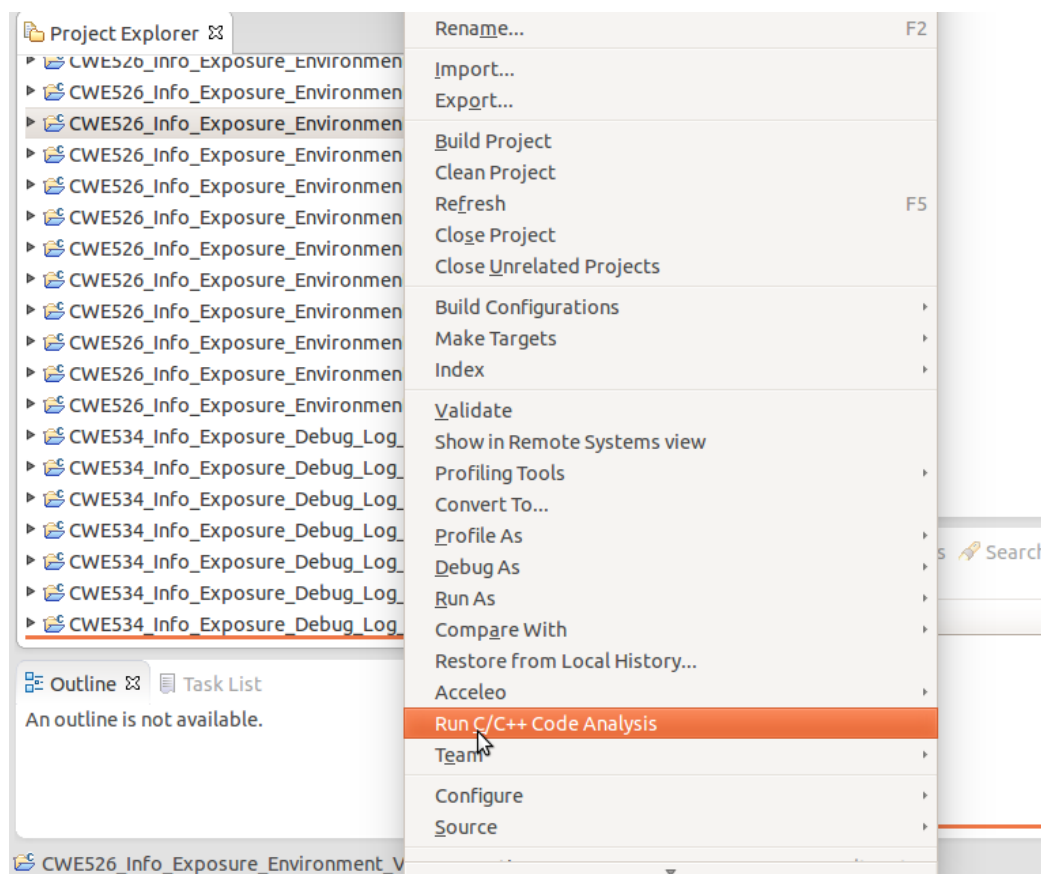 Project Explorer
CWE526_Info_Exposure_Environmen
CWE526_Info_Exposure_Environmen
CWE526_Info_Exposure_Environmen
CWE526_Info_Exposure_Environmen
CWE526_Info_Exposure_Environmen
CWE526_Info_Exposure_Environmen
CWE526_Info_Exposure_Environmen
CWE526_Info_Exposure_Environmen
CWE526_Info_Exposure_Environmen
CWE526_Info_Exposure_Environmen
CWE526_Info_Exposure_Environmen
CWE526_Info_Exposure_Environmen
CWE534_Info_Exposure_Debug_Log_
CWE534_Info_Exposure_Debug_Log_
CWE534_Info_Exposure_Debug_Log_
CWE534_Info_Exposure_Debug_Log_
CWE534_Info_Exposure_Debug_Log_
CWE534_Info_Exposure_Debug_Log_
CWE534_Info_Exposure_Debug_Log_
Outline Task List
An outline is not available.
CWE526_Info_Exposure_Environment_V
Rename... F2
Import...
Export...
Build Project
Clean Project
Refresh F5
Close Project
Close Unrelated Projects
Build Configurations
Make Targets
Index
Validate
Show in Remote Systems view
Profiling Tools
Convert To...
Profile As
Debug As
Run As
Compare With
Restore from Local History...
Acceleo
Run C/C++ Code Analysis
Team
Configure
Source
s Search